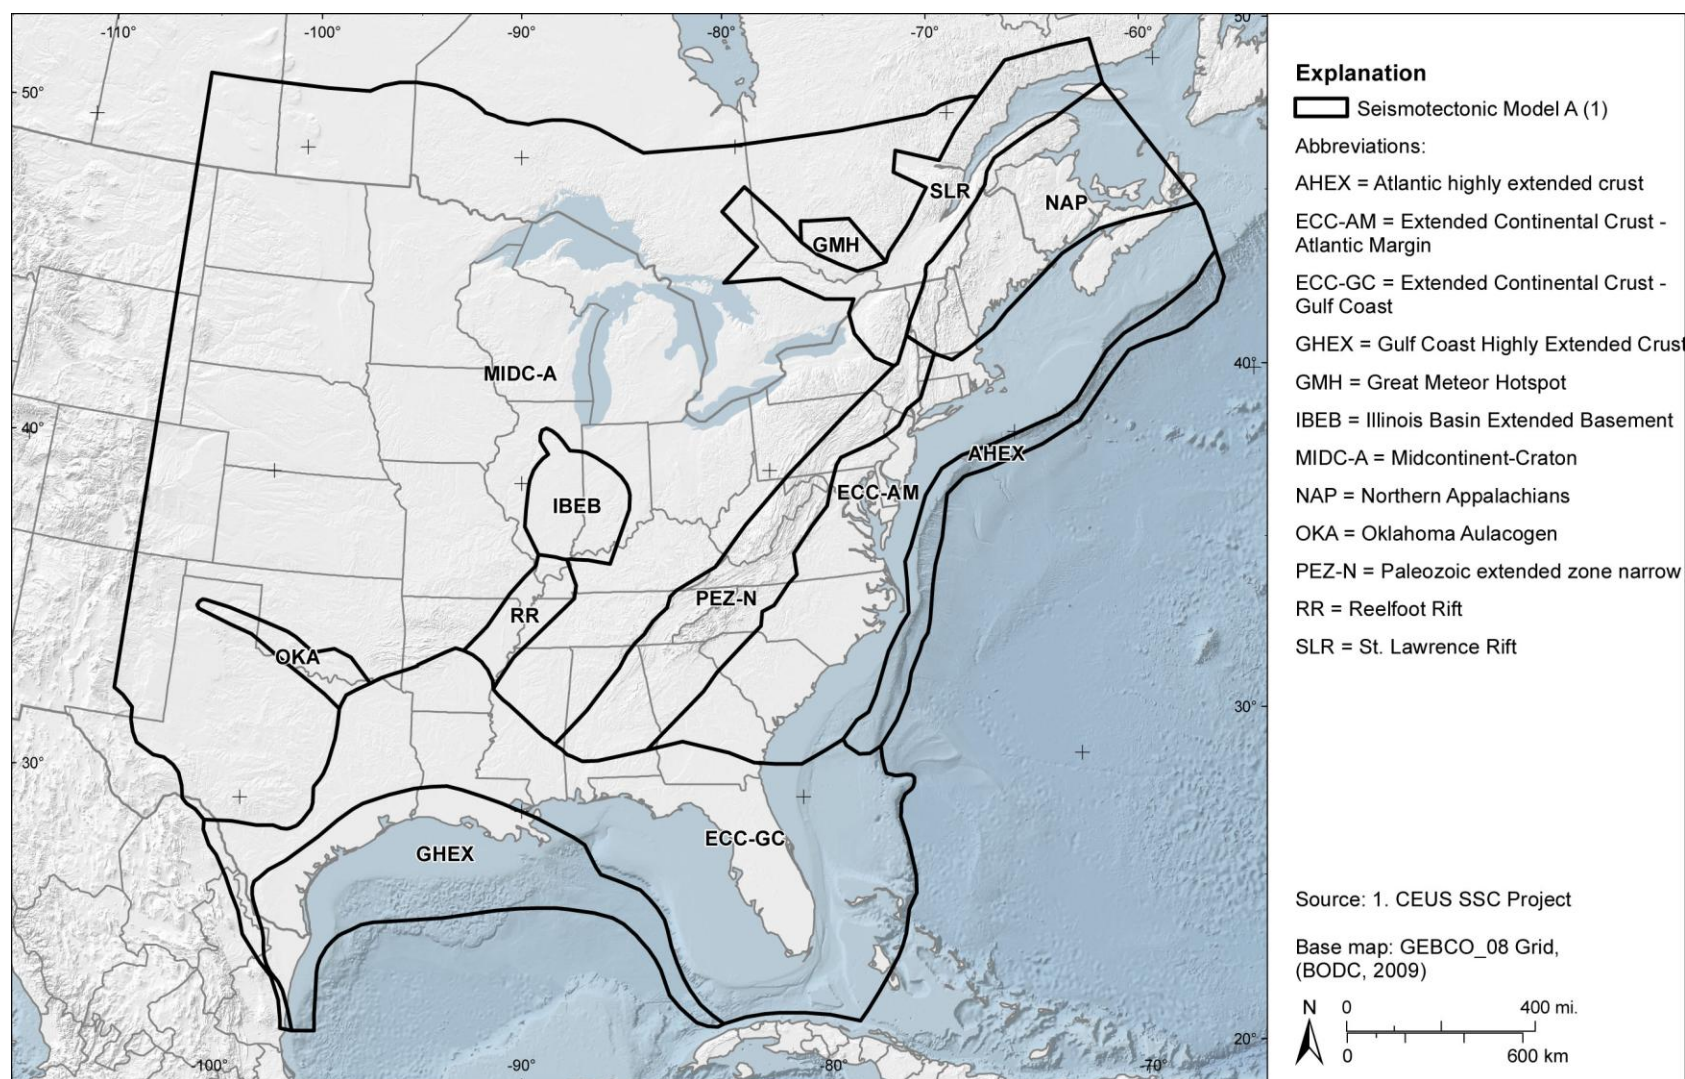 -110°
-100°
-90°
-80°
-70°
-60°
50°
50°
SLR
NAP
GMH
40°
MIDC-A
40°
AHEX
ECC-AM
IBEB
PEZ-N
RR
OKA
30°
30°
ECC-GC
GHEX
20°
-100°
-90°
-80°
-70°
Explanation
Seismotectonic Model A (1)
Abbreviations:
AHEX = Atlantic highly extended crust
ECC-AM = Extended Continental Crust -
Atlantic Margin
ECC-GC = Extended Continental Crust -
Gulf Coast
GHEX = Gulf Coast Highly Extended Crust
GMH = Great Meteor Hotspot
IBEB = Illinois Basin Extended Basement
MIDC-A = Midcontinent-Craton
NAP = Northern Appalachians
OKA = Oklahoma Aulacogen
PEZ-N = Paleozoic extended zone narrow
RR = Reelfoot Rift
SLR = St. Lawrence Rift
Source: 1. CEUS SSC Project
Base map: GEBCO_08 Grid,
(BODC, 2009)
N
0 400 mi.
0 600 km